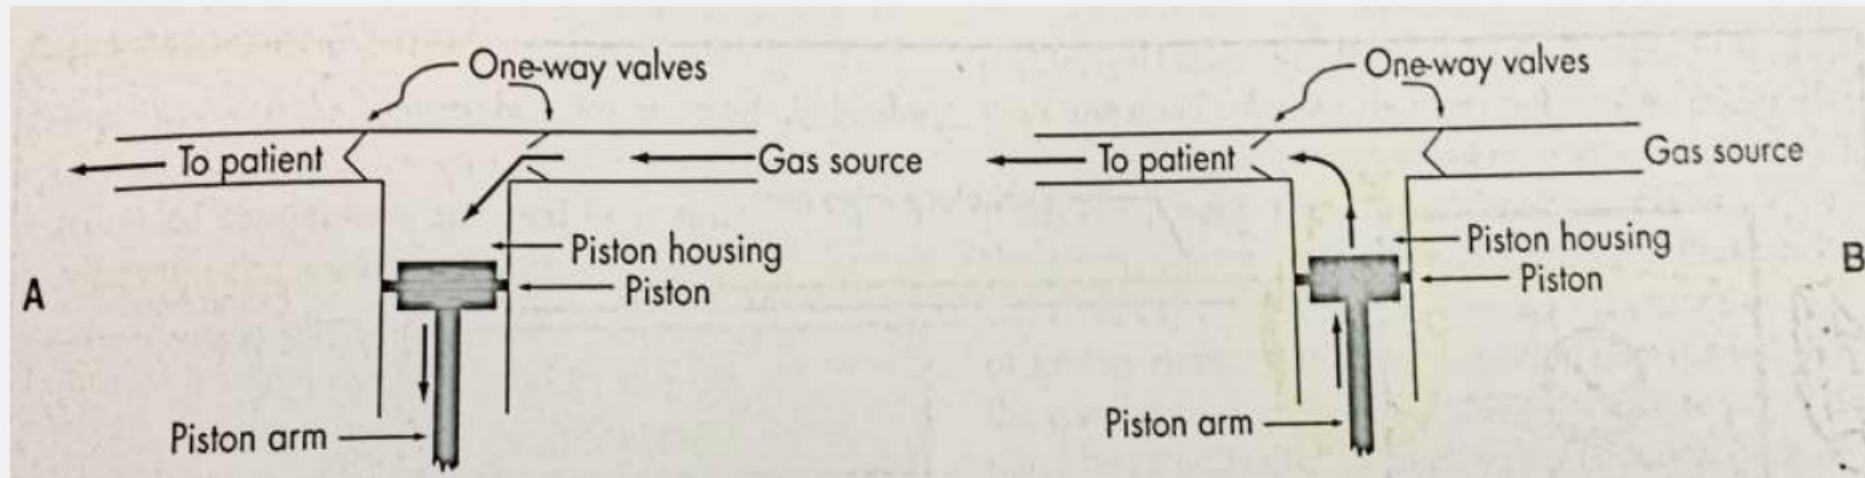 One-way valves
To patient
Gas source
Piston housing
Piston
A
Piston arm
One-way valves
To patient
Gas source
Piston housing
Piston
B
Piston arm